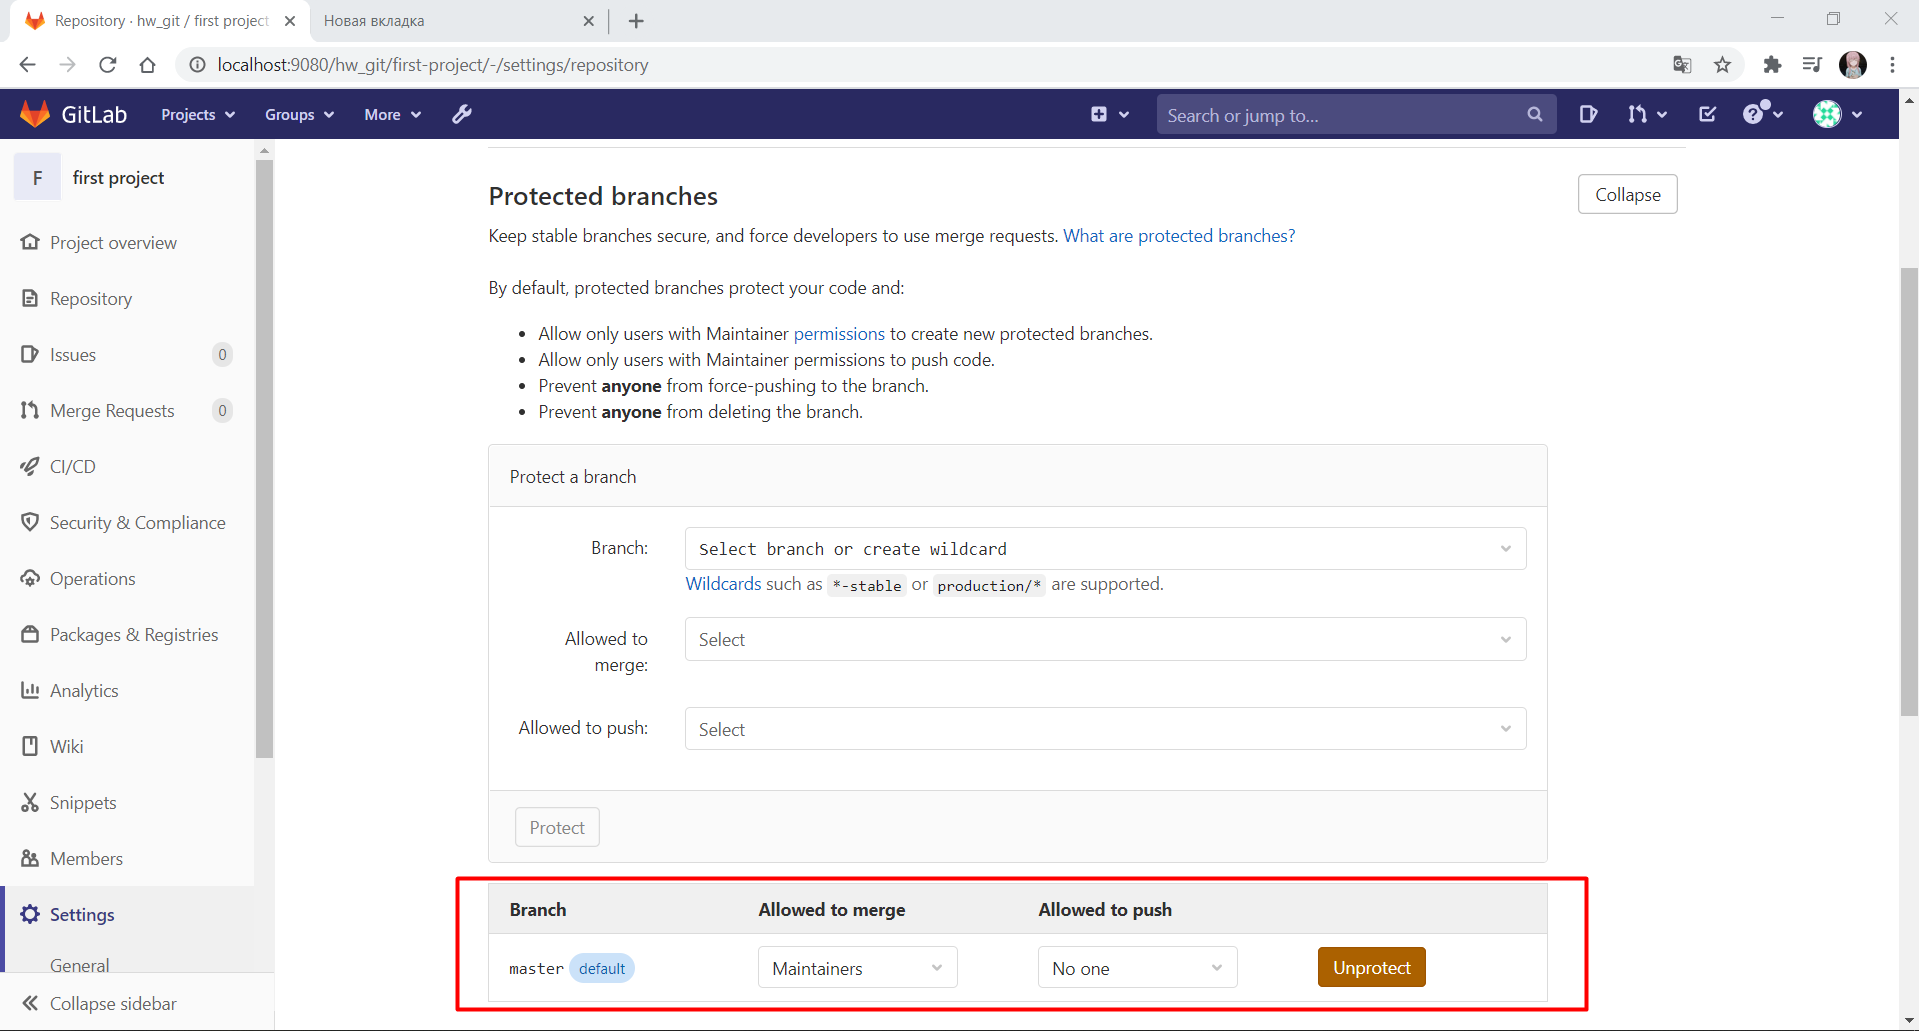 Repository · hw_git / first project
Новая вкладка
localhost:9080/hw_git/first-project/-/settings/repository
GitLab
Projects
Groups
More
Search or jump to...
F
first project
Project overview
Repository
Issues
0
Merge Requests
0
CI/CD
Security & Compliance
Operations
Packages & Registries
Analytics
Wiki
Snippets
Members
Settings
General
Collapse sidebar
Protected branches
Collapse
Keep stable branches secure, and force developers to use merge requests. What are protected branches?
By default, protected branches protect your code and:
Allow only users with Maintainer permissions to create new protected branches.
Allow only users with Maintainer permissions to push code.
Prevent anyone from force-pushing to the branch.
Prevent anyone from deleting the branch.
Protect a branch
Branch:
Select branch or create wildcard
Wildcards such as *-stable or production/* are supported.
Allowed to
merge:
Select
Allowed to push:
Select
Protect
Branch
Allowed to merge
Allowed to push
master default
Maintainers
No one
Unprotect